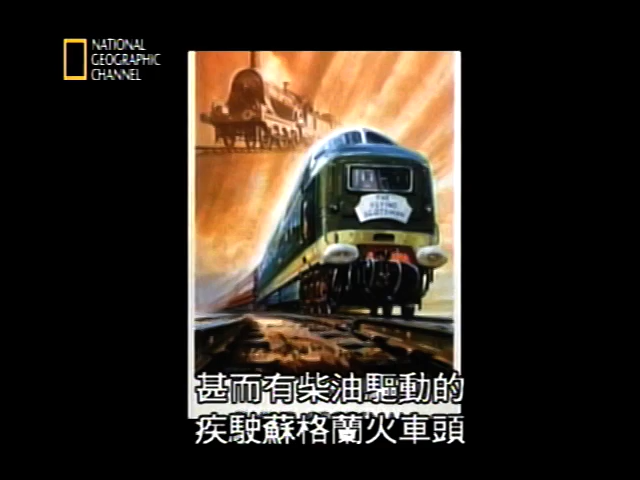 NATIONAL
GEOGRAPHIC
CHANNEL
THE
FLYING
SCOTSMAN
甚而有柴油驅動的
疾駛蘇格蘭火車頭